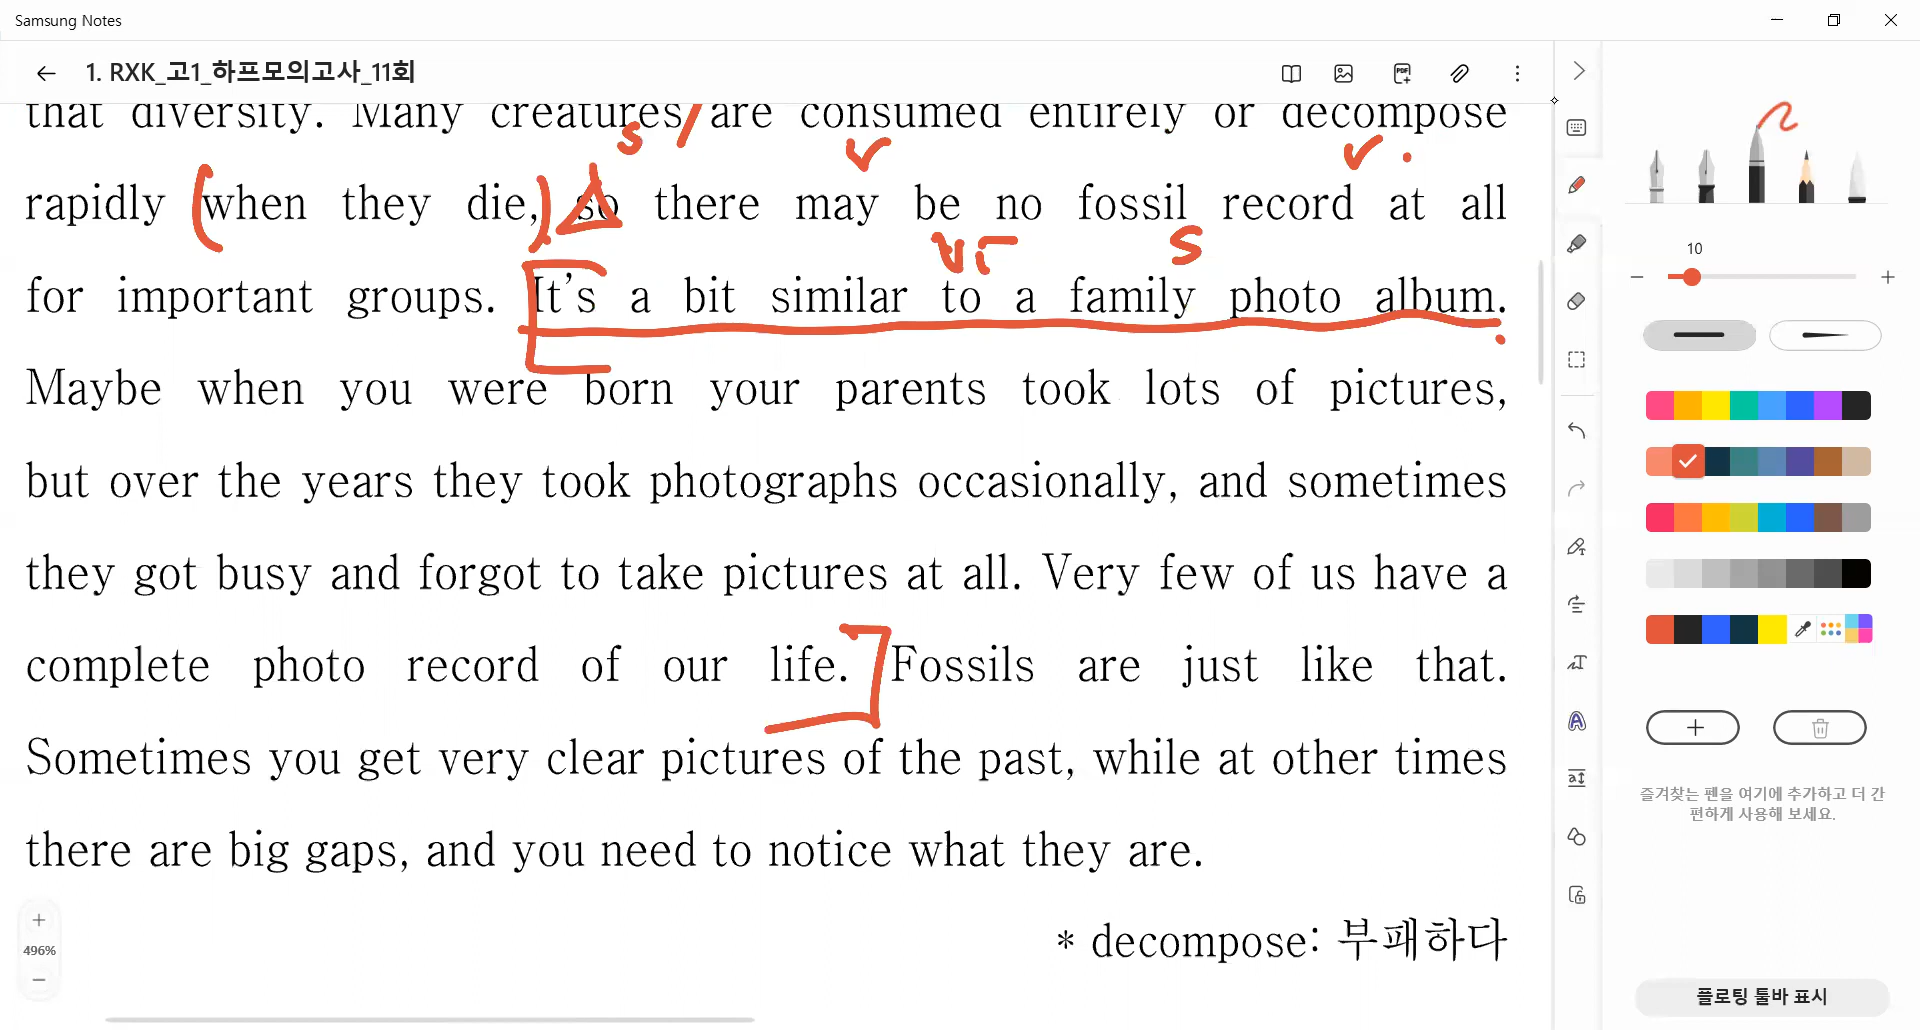 Samsung Notes
1. RXK_고1_하프모의고사_11회
that diversity. Many creatures are consumed entirely or decompose
s v v
rapidly (when they die,) so there may be no fossil record at all
s
for important groups. It's a bit similar to a family photo album.
Maybe when you were born your parents took lots of pictures,
but over the years they took photographs occasionally, and sometimes
they got busy and forgot to take pictures at all. Very few of us have a
complete photo record of our life. Fossils are just like that.
Sometimes you get very clear pictures of the past, while at other times
there are big gaps, and you need to notice what they are.
* decompose: 부패하다
496%
PDF
10
즐겨찾는 펜을 여기에 추가하고 더 간
편하게 사용해 보세요.
플로팅 툴바 표시